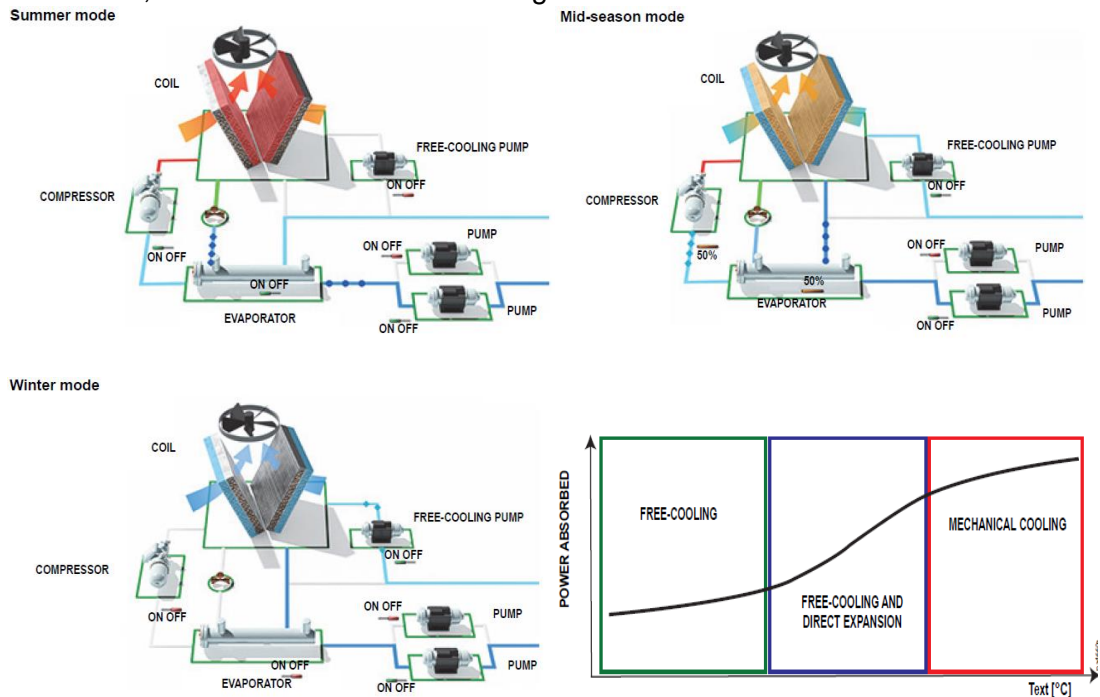 Summer mode
COIL
FREE-COOLING PUMP
ON OFF
COMPRESSOR
ON OFF
ON OFF
PUMP
ON OFF
EVAPORATOR
ON OFF
PUMP
Mid-season mode
COIL
FREE-COOLING PUMP
ON OFF
COMPRESSOR
50%
ON OFF
PUMP
50%
EVAPORATOR
ON OFF
PUMP
Winter mode
COIL
FREE-COOLING PUMP
ON OFF
COMPRESSOR
ON OFF
ON OFF
PUMP
ON OFF
EVAPORATOR
ON OFF
PUMP
POWER ABSORBED
FREE-COOLING
FREE-COOLING AND
DIRECT EXPANSION
MECHANICAL COOLING
Text [°C]